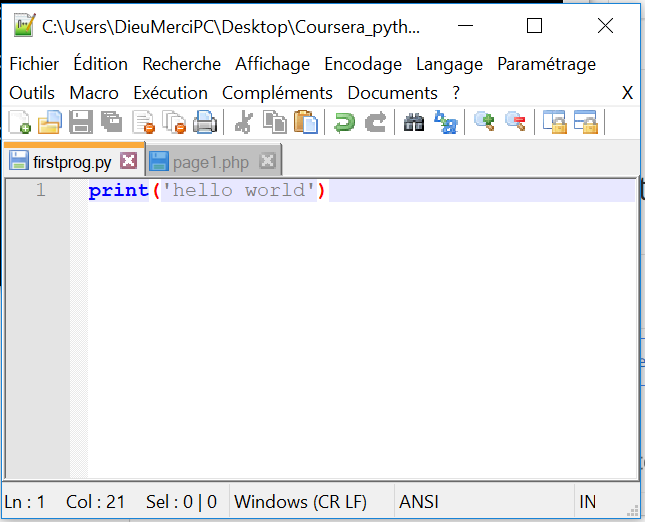 C:\Users\DieuMerciPC\Desktop\Coursera_pyth...
Fichier Édition Recherche Affichage Encodage Langage Paramétrage
Outils Macro Exécution Compléments Documents ? X
firstprog.py page1.php
1 print('hello world')
Ln : 1 Col : 21 Sel : 0 | 0 Windows (CR LF) ANSI IN